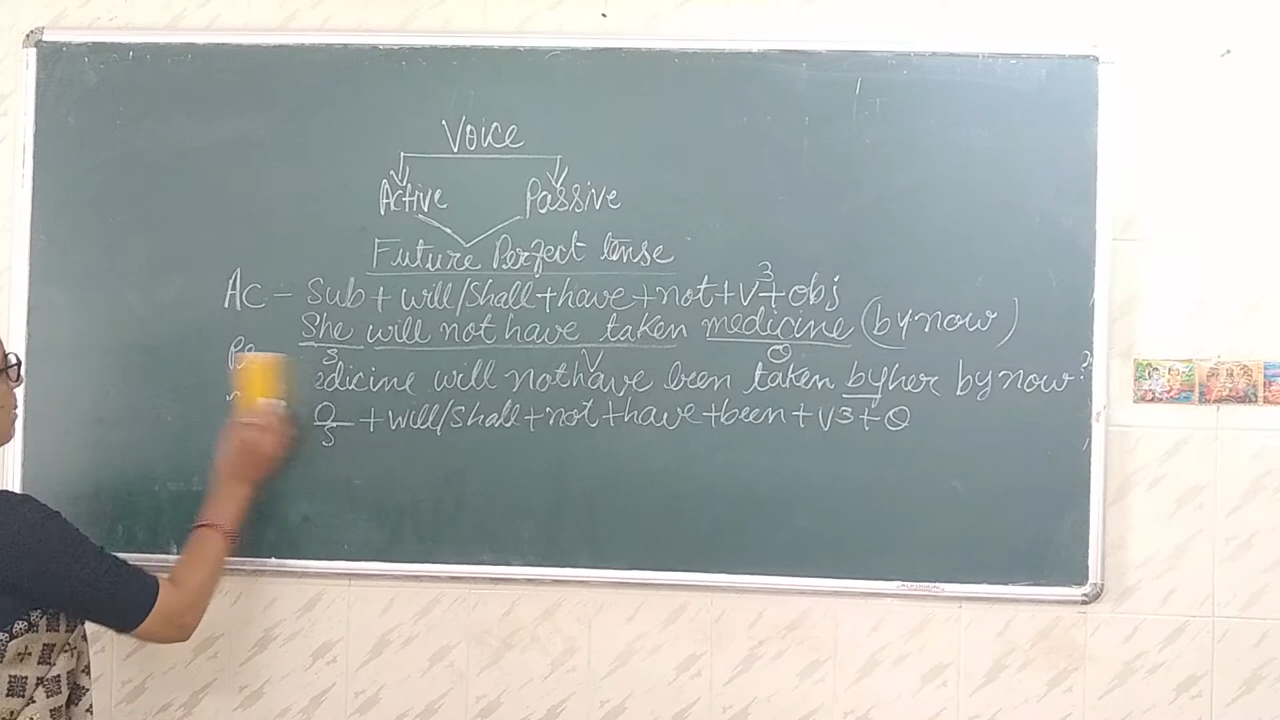 Voice
Active Passive
Future Perfect tense
Ac - Sub + will/shall + have + not + V3 + obj
She will not have taken medicine (by now)
S V O
edicine will not have been taken by her by now
O + will/shall + not + have + been + V3 + O
S